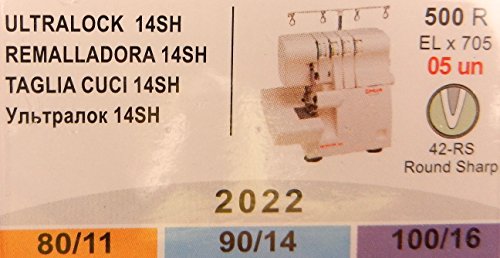 ULTRALOCK 14SH
REMALLADORA 14SH
TAGLIA CUCI 14SH
Ультралок 14SH
500 R
EL x 705
05 un
42-RS
Round Sharp
2022
80/11
90/14
100/16